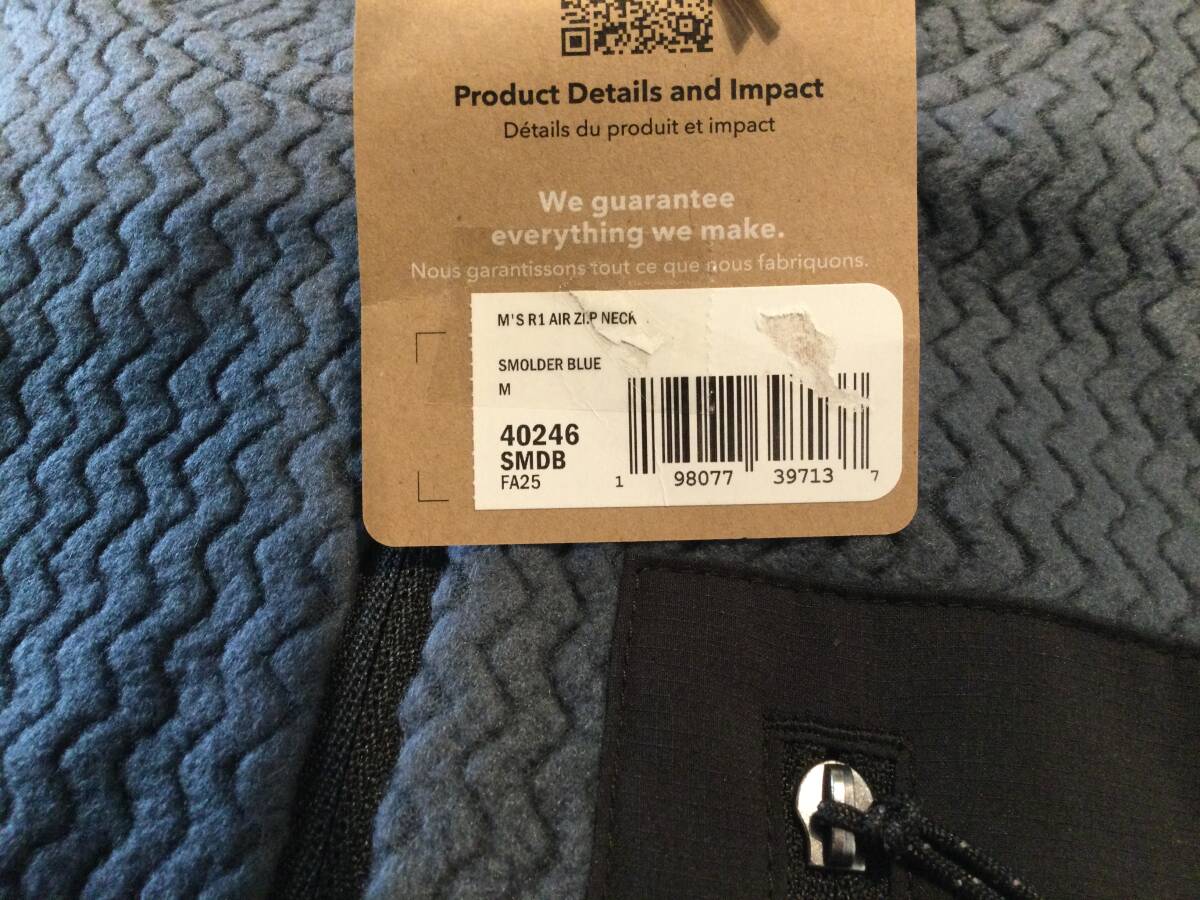 Product Details and Impact
Détails du produit et impact
We guarantee
everything we make.
Nous garantissons tout ce que nous fabriquons.
M'S R1 AIR ZIP NECK
SMOLDER BLUE
M
40246
SMDB
FA25
1 98077 39713 7